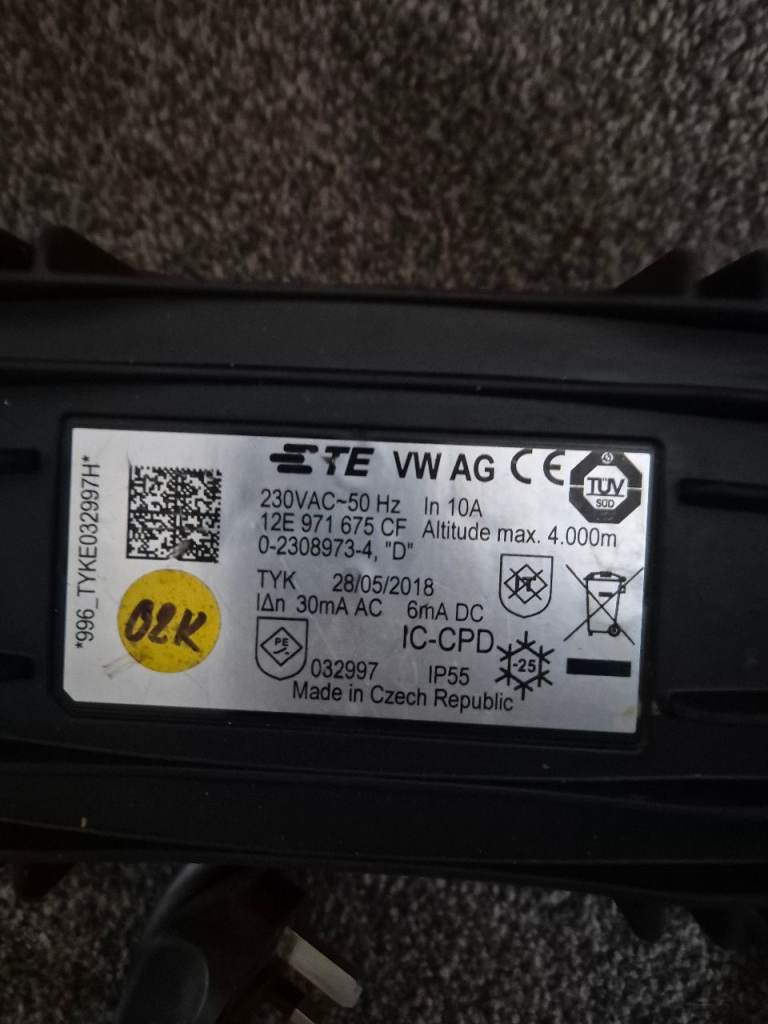 *996_TYKE032997H*
TE VW AG CE
TÜV
SÜD
230VAC~50 Hz In 10A
12E 971 675 CF Altitude max. 4.000m
0-2308973-4, "D"
TYK 28/05/2018
IΔn 30mA AC 6mA DC
IT
02K
PE
IC-CPD
-25
032997 IP55
Made in Czech Republic